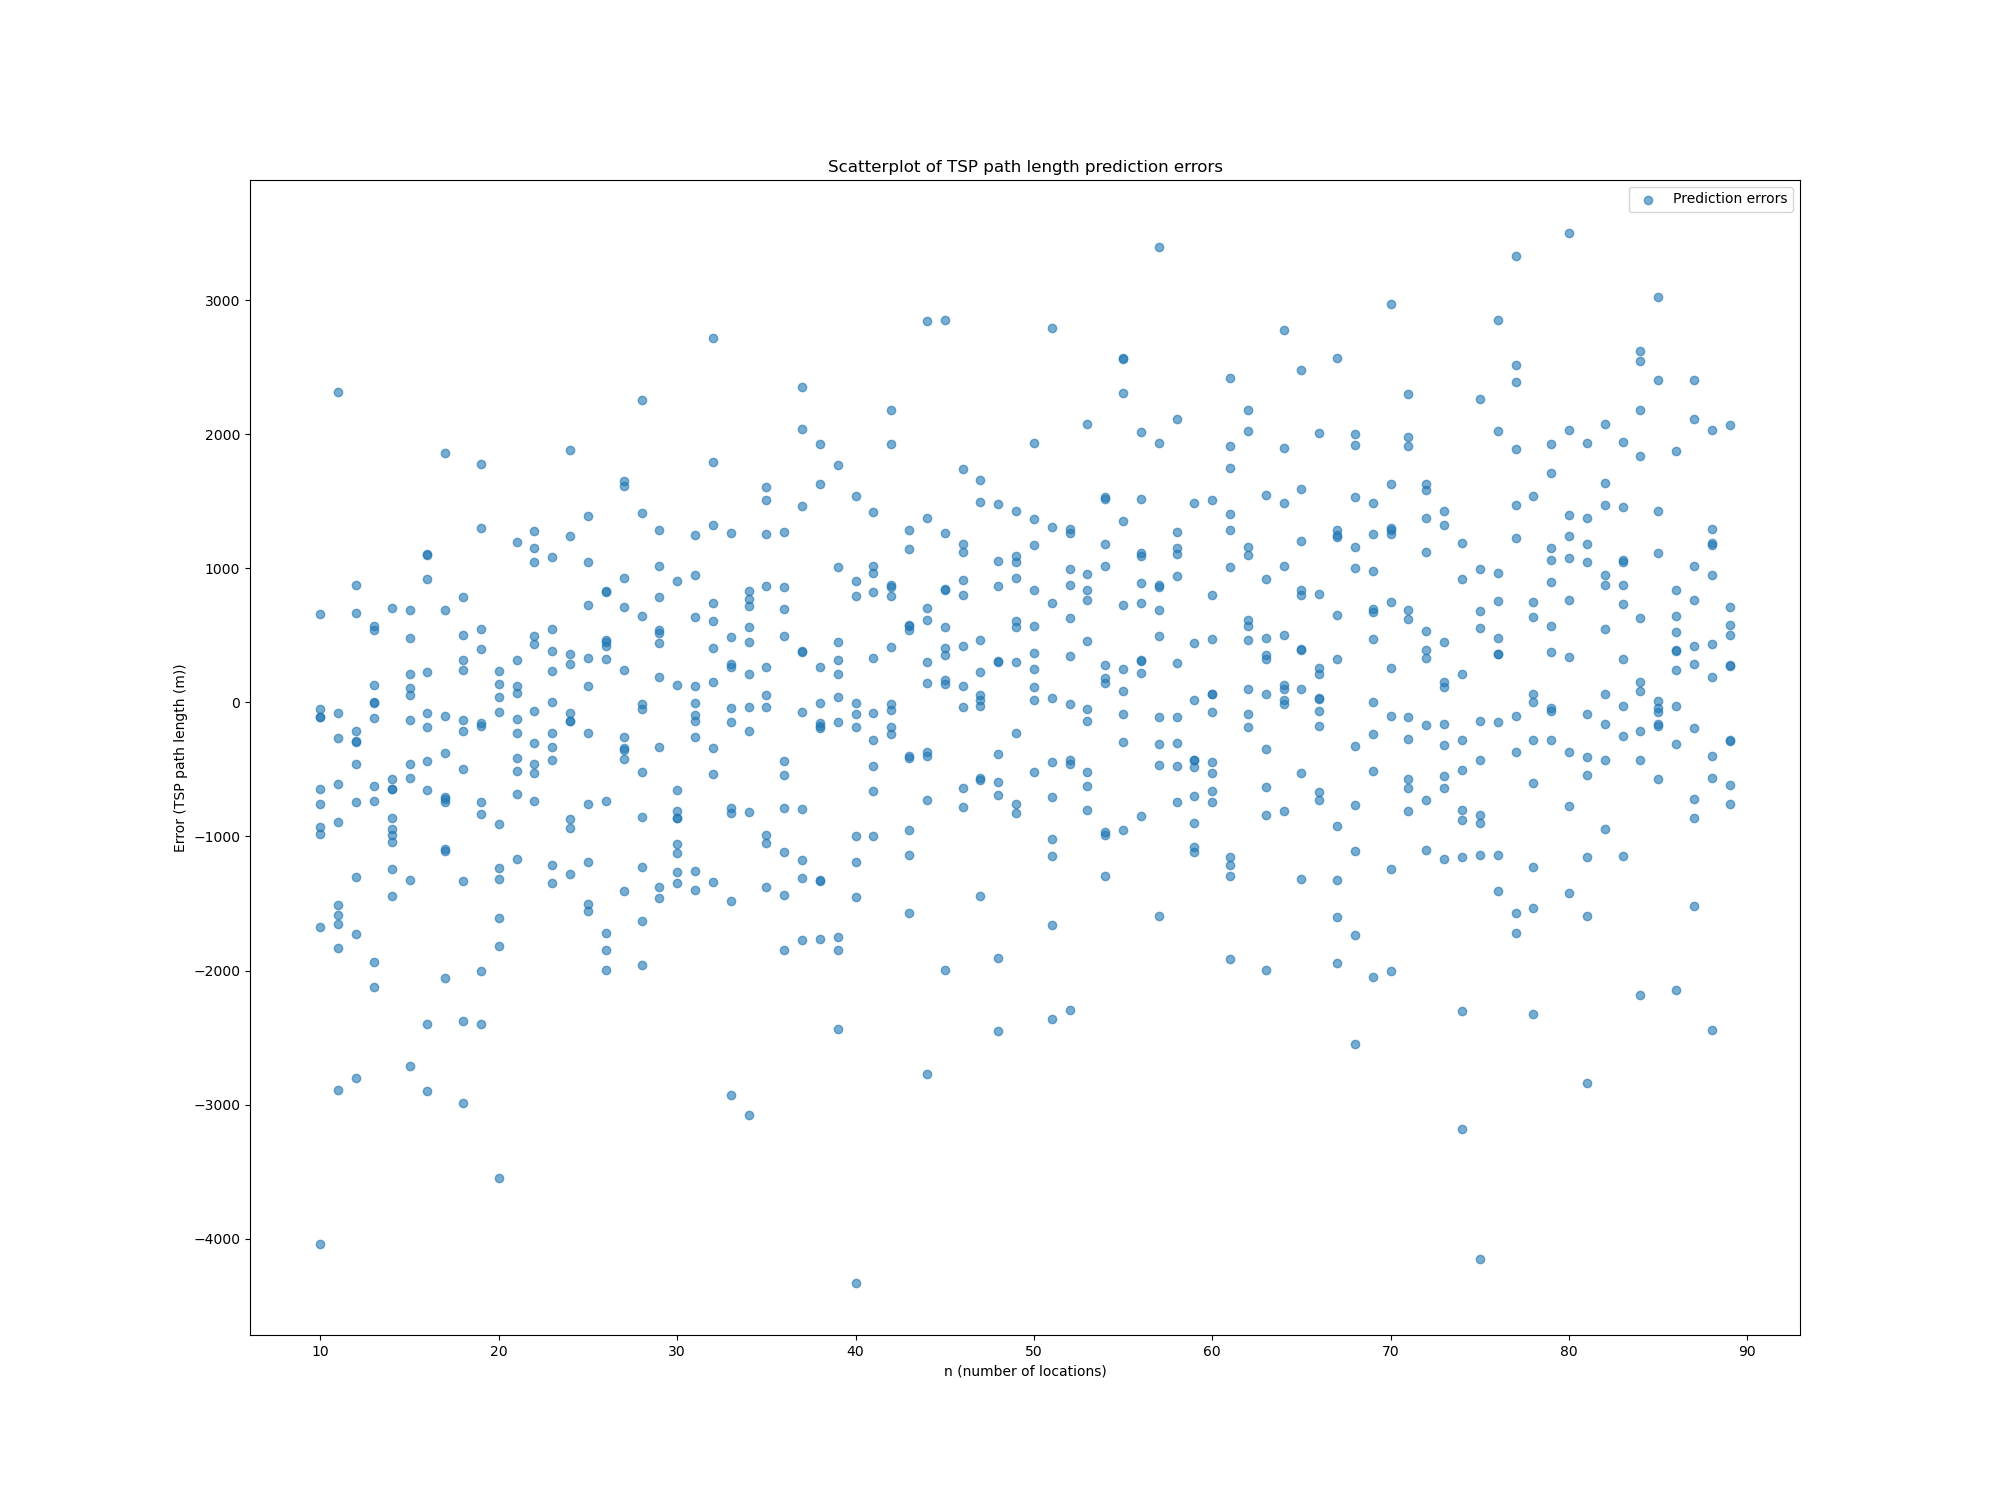 Scatterplot of TSP path length prediction errors
Prediction errors
Error (TSP path length (m))
3000
2000
1000
0
−1000
−2000
−3000
−4000
10 20 30 40 50 60 70 80 90
n (number of locations)